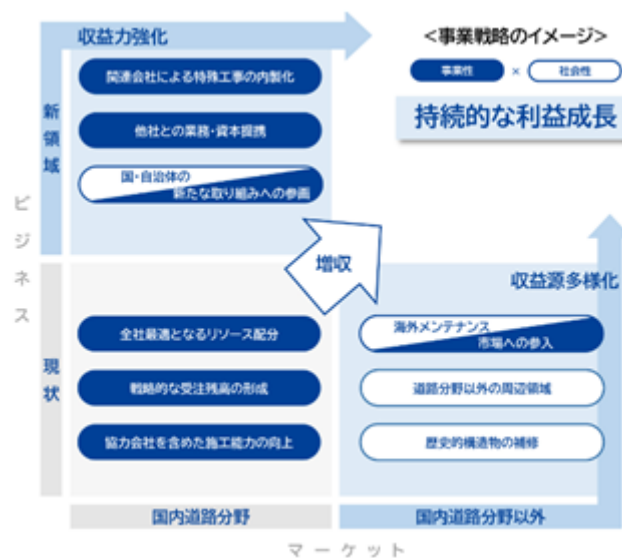 収益力強化
<事業戦略のイメージ>
事業性 × 社会性
持続的な利益成長
新領域
関連会社による特殊工事の内製化
他社との業務・資本提携
国・自治体の
新たな取り組みへの参画
ビジネス
増収
収益源多様化
現状
全社最適となるリソース配分
戦略的な受注残高の形成
協力会社を含めた施工能力の向上
海外メンテナンス
市場への参入
道路分野以外の周辺領域
歴史的構造物の補修
国内道路分野
国内道路分野以外
マーケット